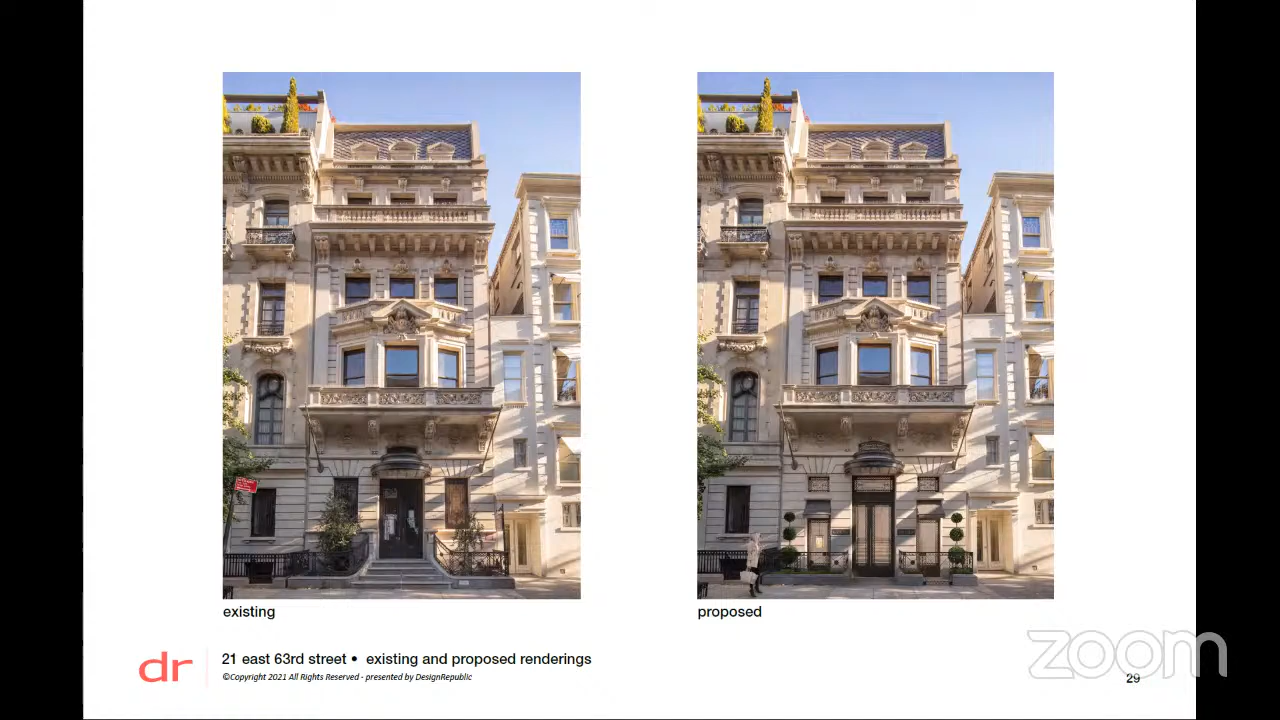 existing
proposed
dr
21 east 63rd street • existing and proposed renderings
©Copyright 2021 All Rights Reserved - presented by DesignRepublic
zoom
29